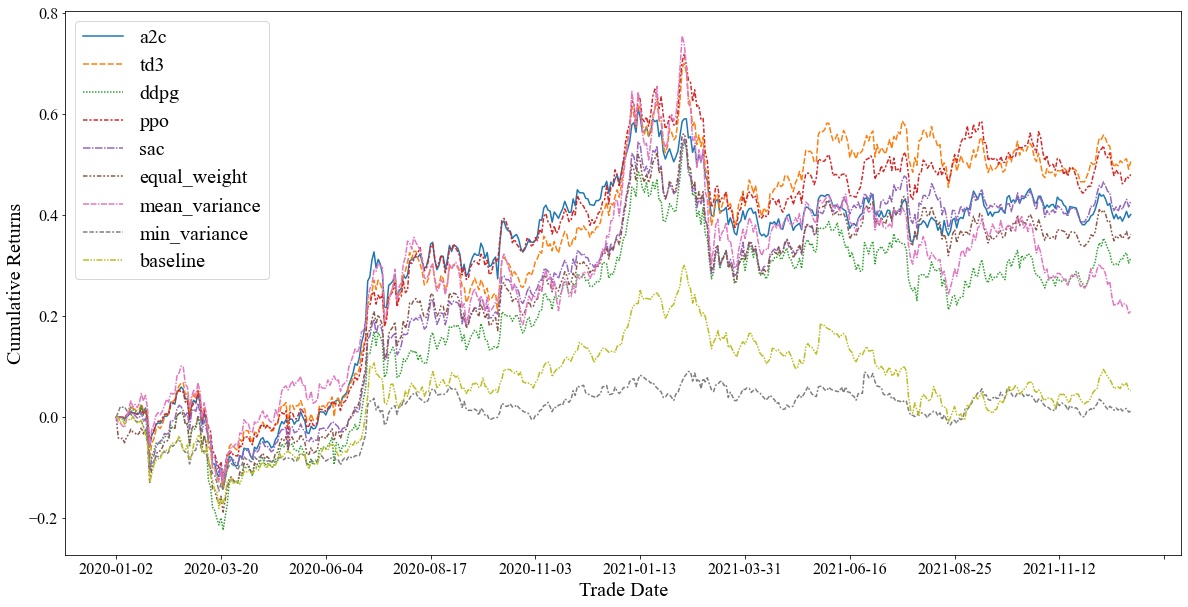 Cumulative Returns
0.8
0.6
0.4
0.2
0.0
−0.2
a2c
td3
ddpg
ppo
sac
equal_weight
mean_variance
min_variance
baseline
2020-01-02 2020-03-20 2020-06-04 2020-08-17 2020-11-03 2021-01-13 2021-03-31 2021-06-16 2021-08-25 2021-11-12
Trade Date